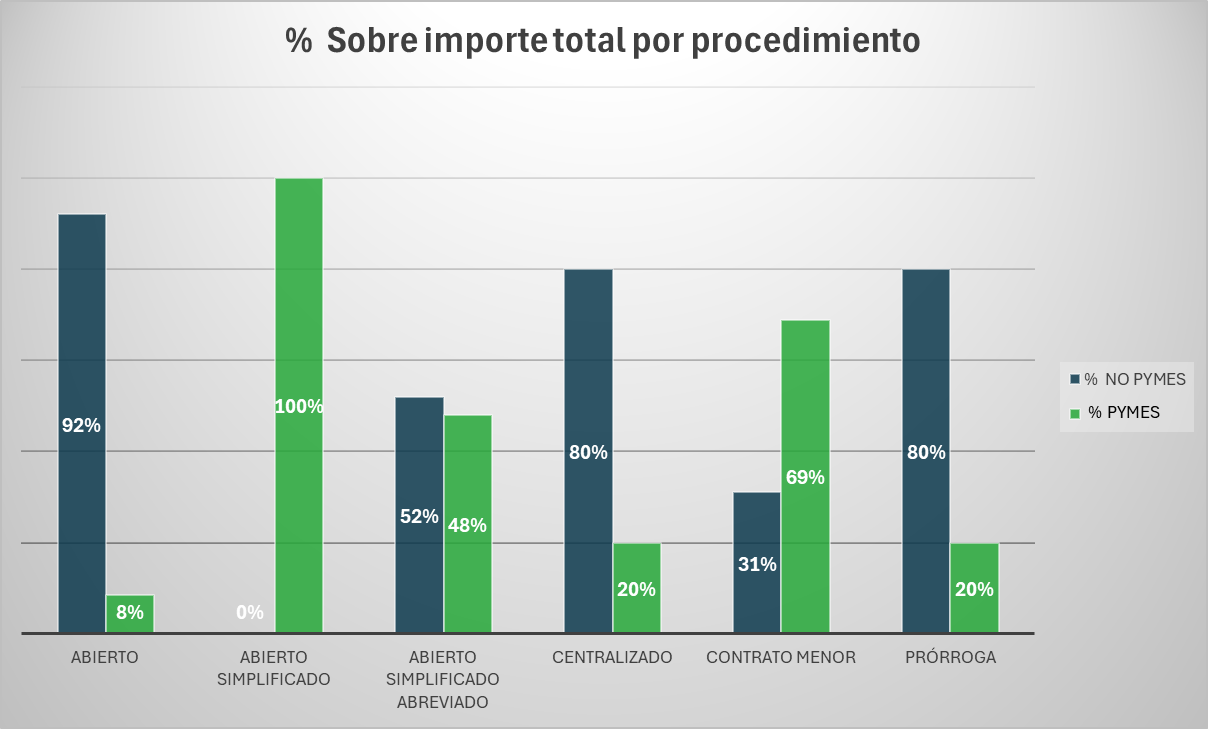 % Sobre importe total por procedimiento
92%
8%
0%
100%
52%
48%
80%
20%
31%
69%
80%
20%
ABIERTO
ABIERTO
SIMPLIFICADO
ABIERTO
SIMPLIFICADO
ABREVIADO
CENTRALIZADO
CONTRATO MENOR
PRÓRROGA
% NO PYMES
% PYMES